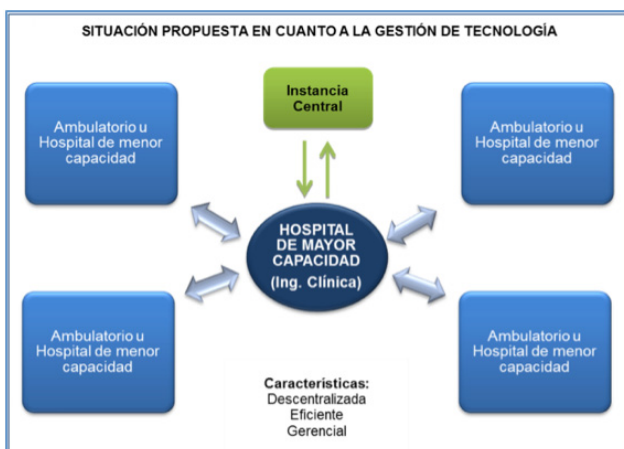 SITUACIÓN PROPUESTA EN CUANTO A LA GESTIÓN DE TECNOLOGÍA
Instancia
Central
Ambulatorio u
Hospital de menor
capacidad
Ambulatorio u
Hospital de menor
capacidad
HOSPITAL
DE MAYOR
CAPACIDAD
(Ing. Clínica)
Ambulatorio u
Hospital de menor
capacidad
Ambulatorio u
Hospital de menor
capacidad
Características:
Descentralizada
Eficiente
Gerencial